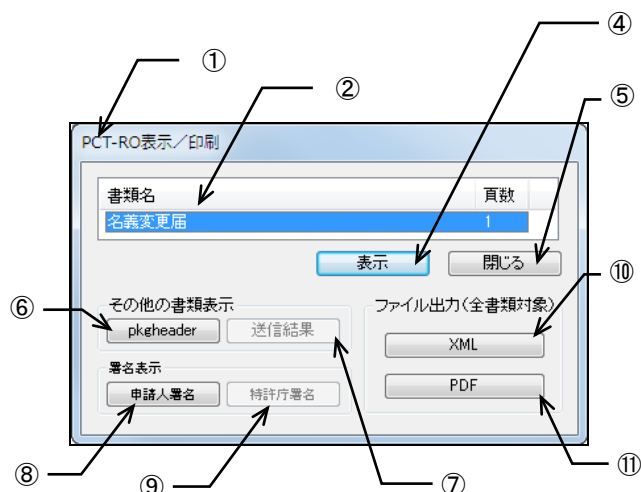 ④
①
②
⑤
PCT-RO表示／印刷
書類名 頁数
名義変更届 1
表示 閉じる
⑩
⑥ その他の書類表示 ファイル出力(全書類対象)
pkgheader 送信結果 XML
署名表示
申請人署名 特許庁署名 PDF
⑧ ⑨ ⑦ ⑪